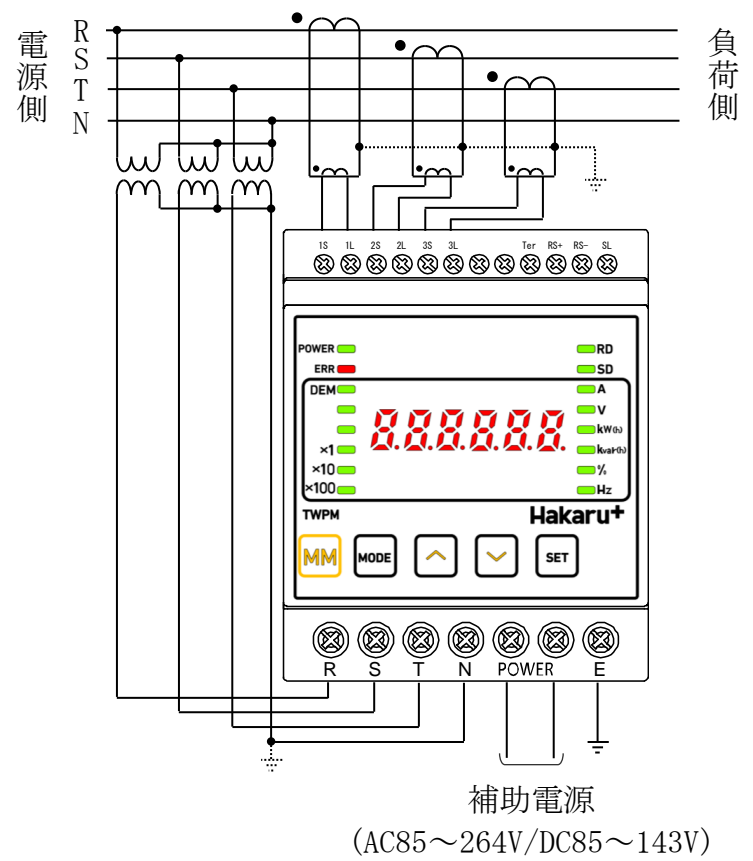 電源側
R
S
T
N
負荷側
1S 1L 2S 2L 3S 3L Ter RS+ RS- SL
POWER RD
ERR SD
DEM A
V
kW(h)
×1 kvar(h)
×10 %
×100 Hz
8.8.8.8.8.8.
TWPM Hakaru+
MM MODE SET
R S T N POWER E
補助電源
(AC85～264V/DC85～143V)